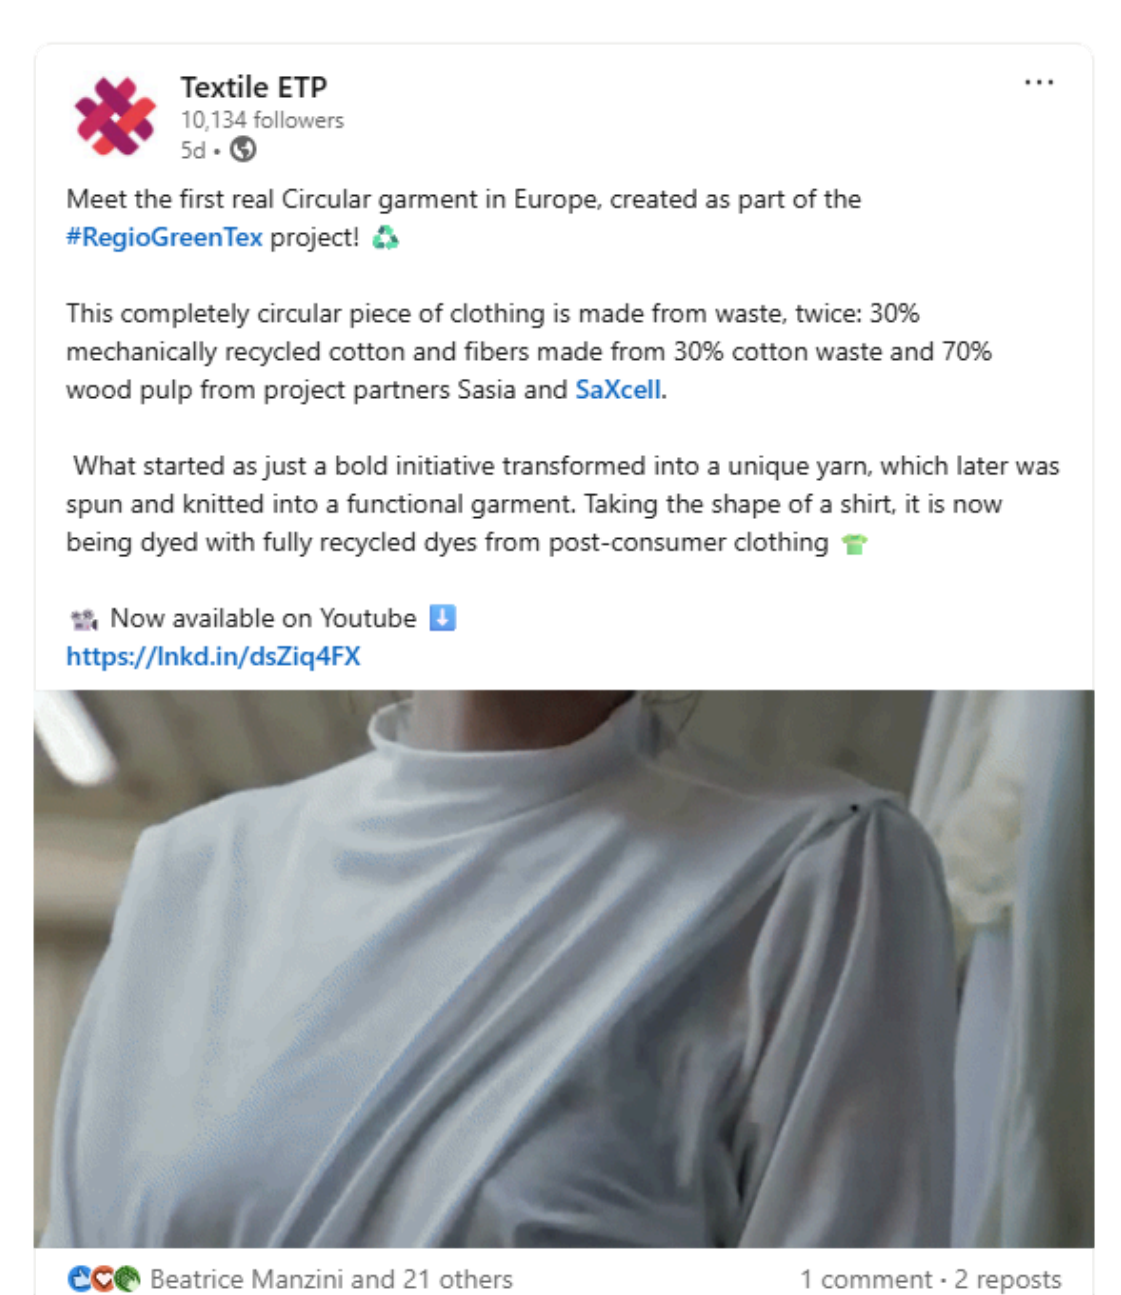 Textile ETP
10,134 followers
5d •
Meet the first real Circular garment in Europe, created as part of the
#RegioGreenTex project! ♻️
This completely circular piece of clothing is made from waste, twice: 30%
mechanically recycled cotton and fibers made from 30% cotton waste and 70%
wood pulp from project partners Sasia and SaXcell.
What started as just a bold initiative transformed into a unique yarn, which later was
spun and knitted into a functional garment. Taking the shape of a shirt, it is now
being dyed with fully recycled dyes from post-consumer clothing 👕
🎥 Now available on Youtube ⬇️
https://lnkd.in/dsZiq4FX
Beatrice Manzini and 21 others 1 comment • 2 reposts